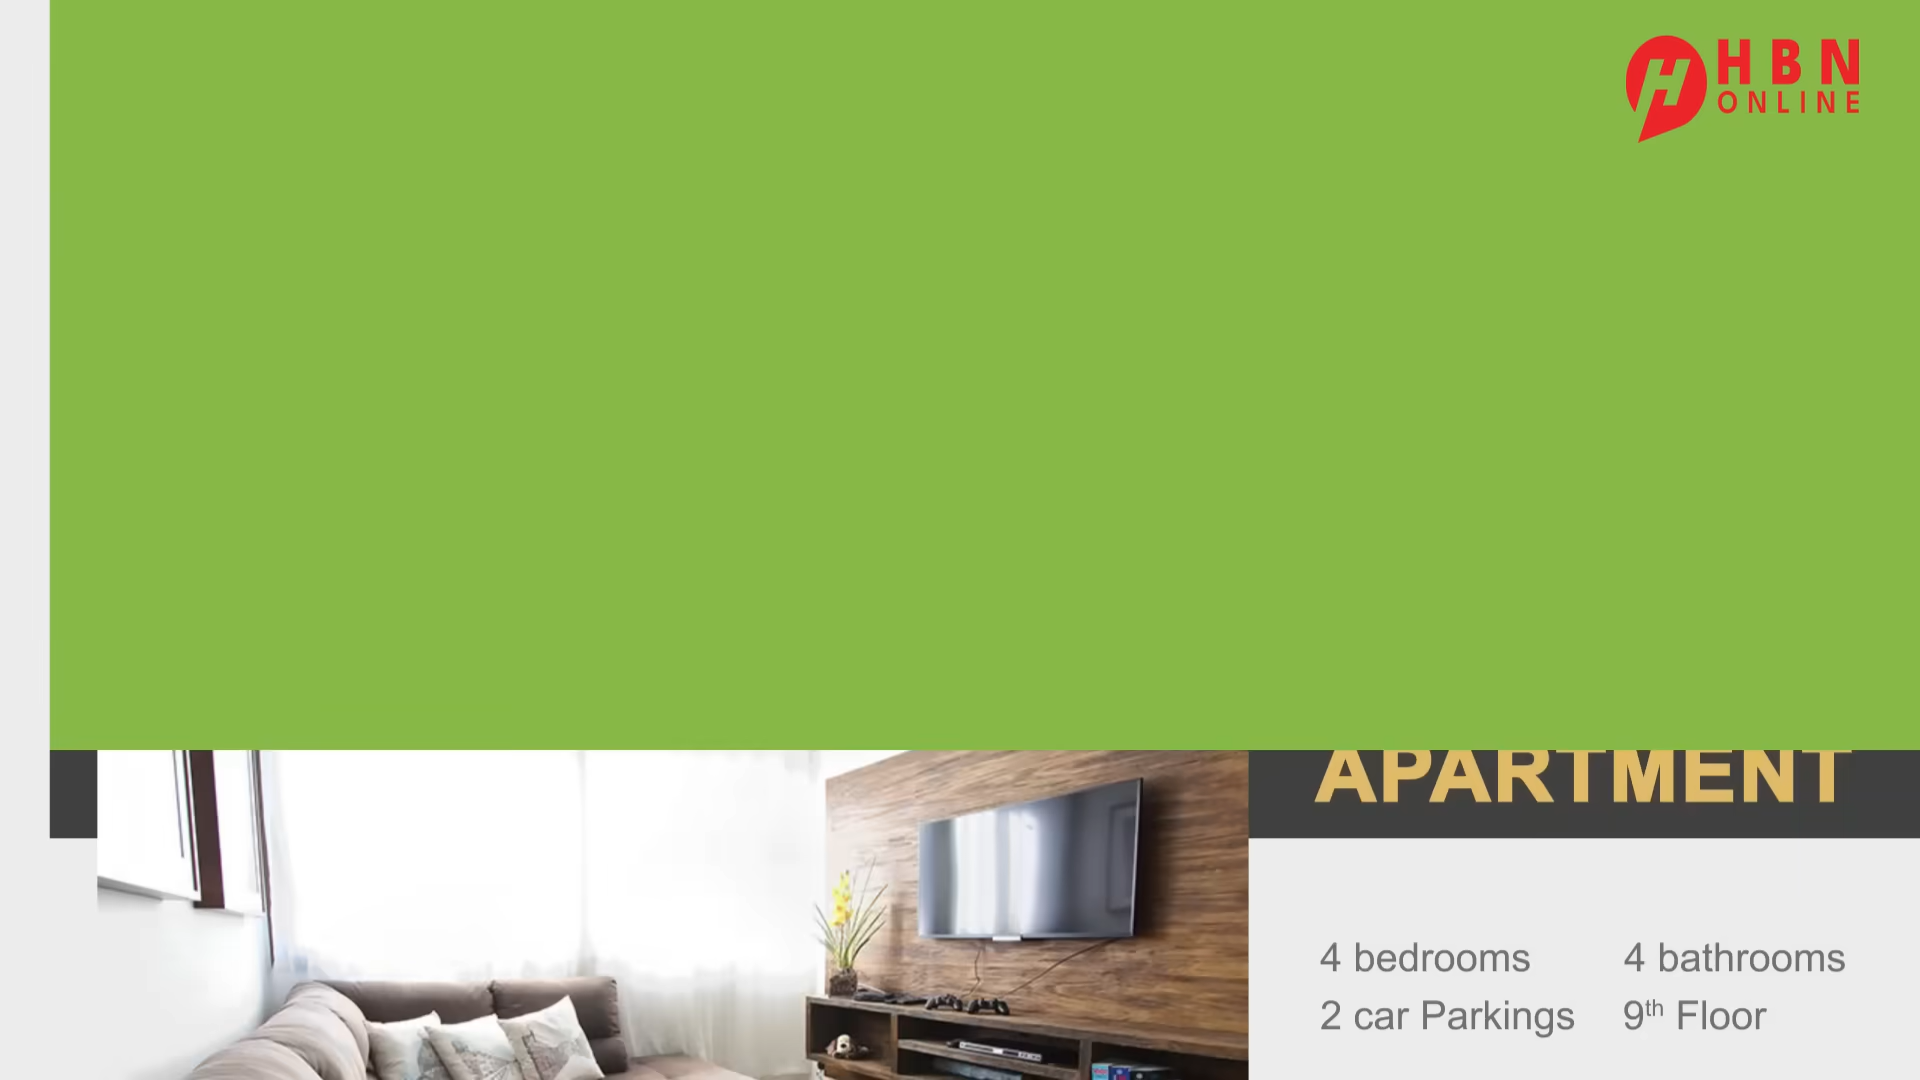 HBN
ONLINE
APARTMENT
4 bedrooms 4 bathrooms
2 car Parkings 9th Floor